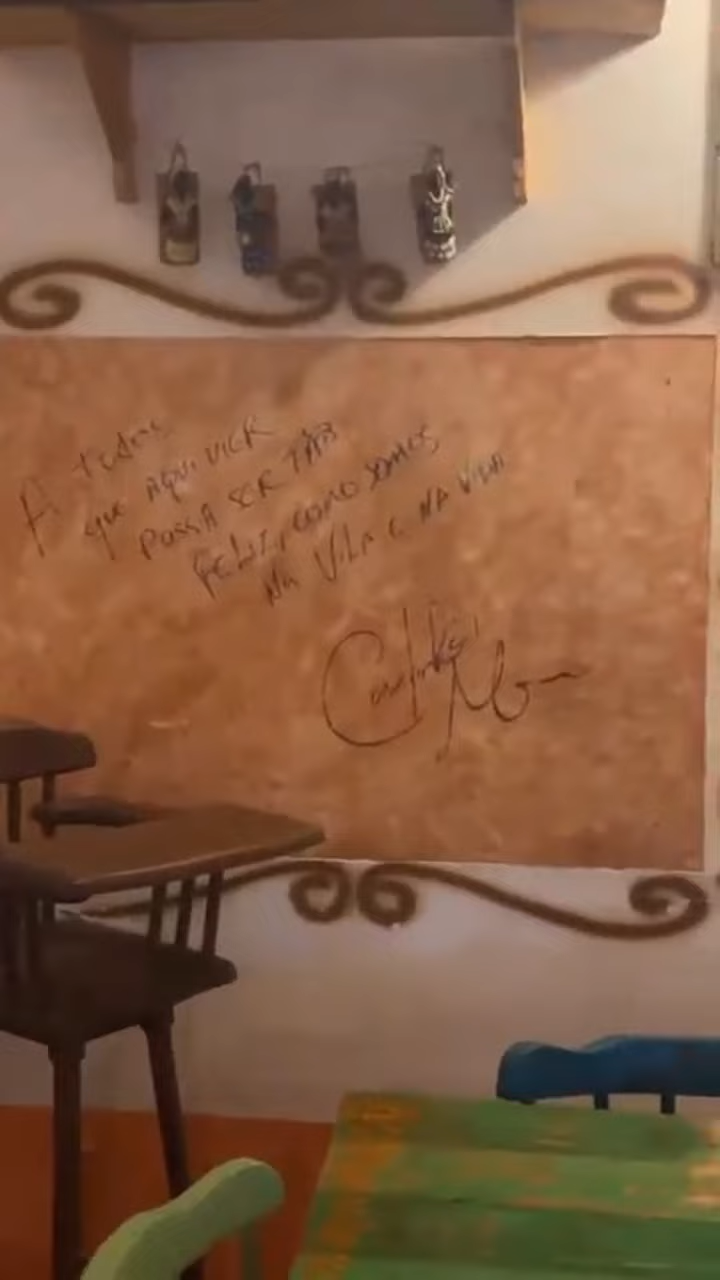 A todos
que AQUI VIER
POSSA SER TÃO
FELIZ, COMO SOMOS
NA VILA E NA VIDA